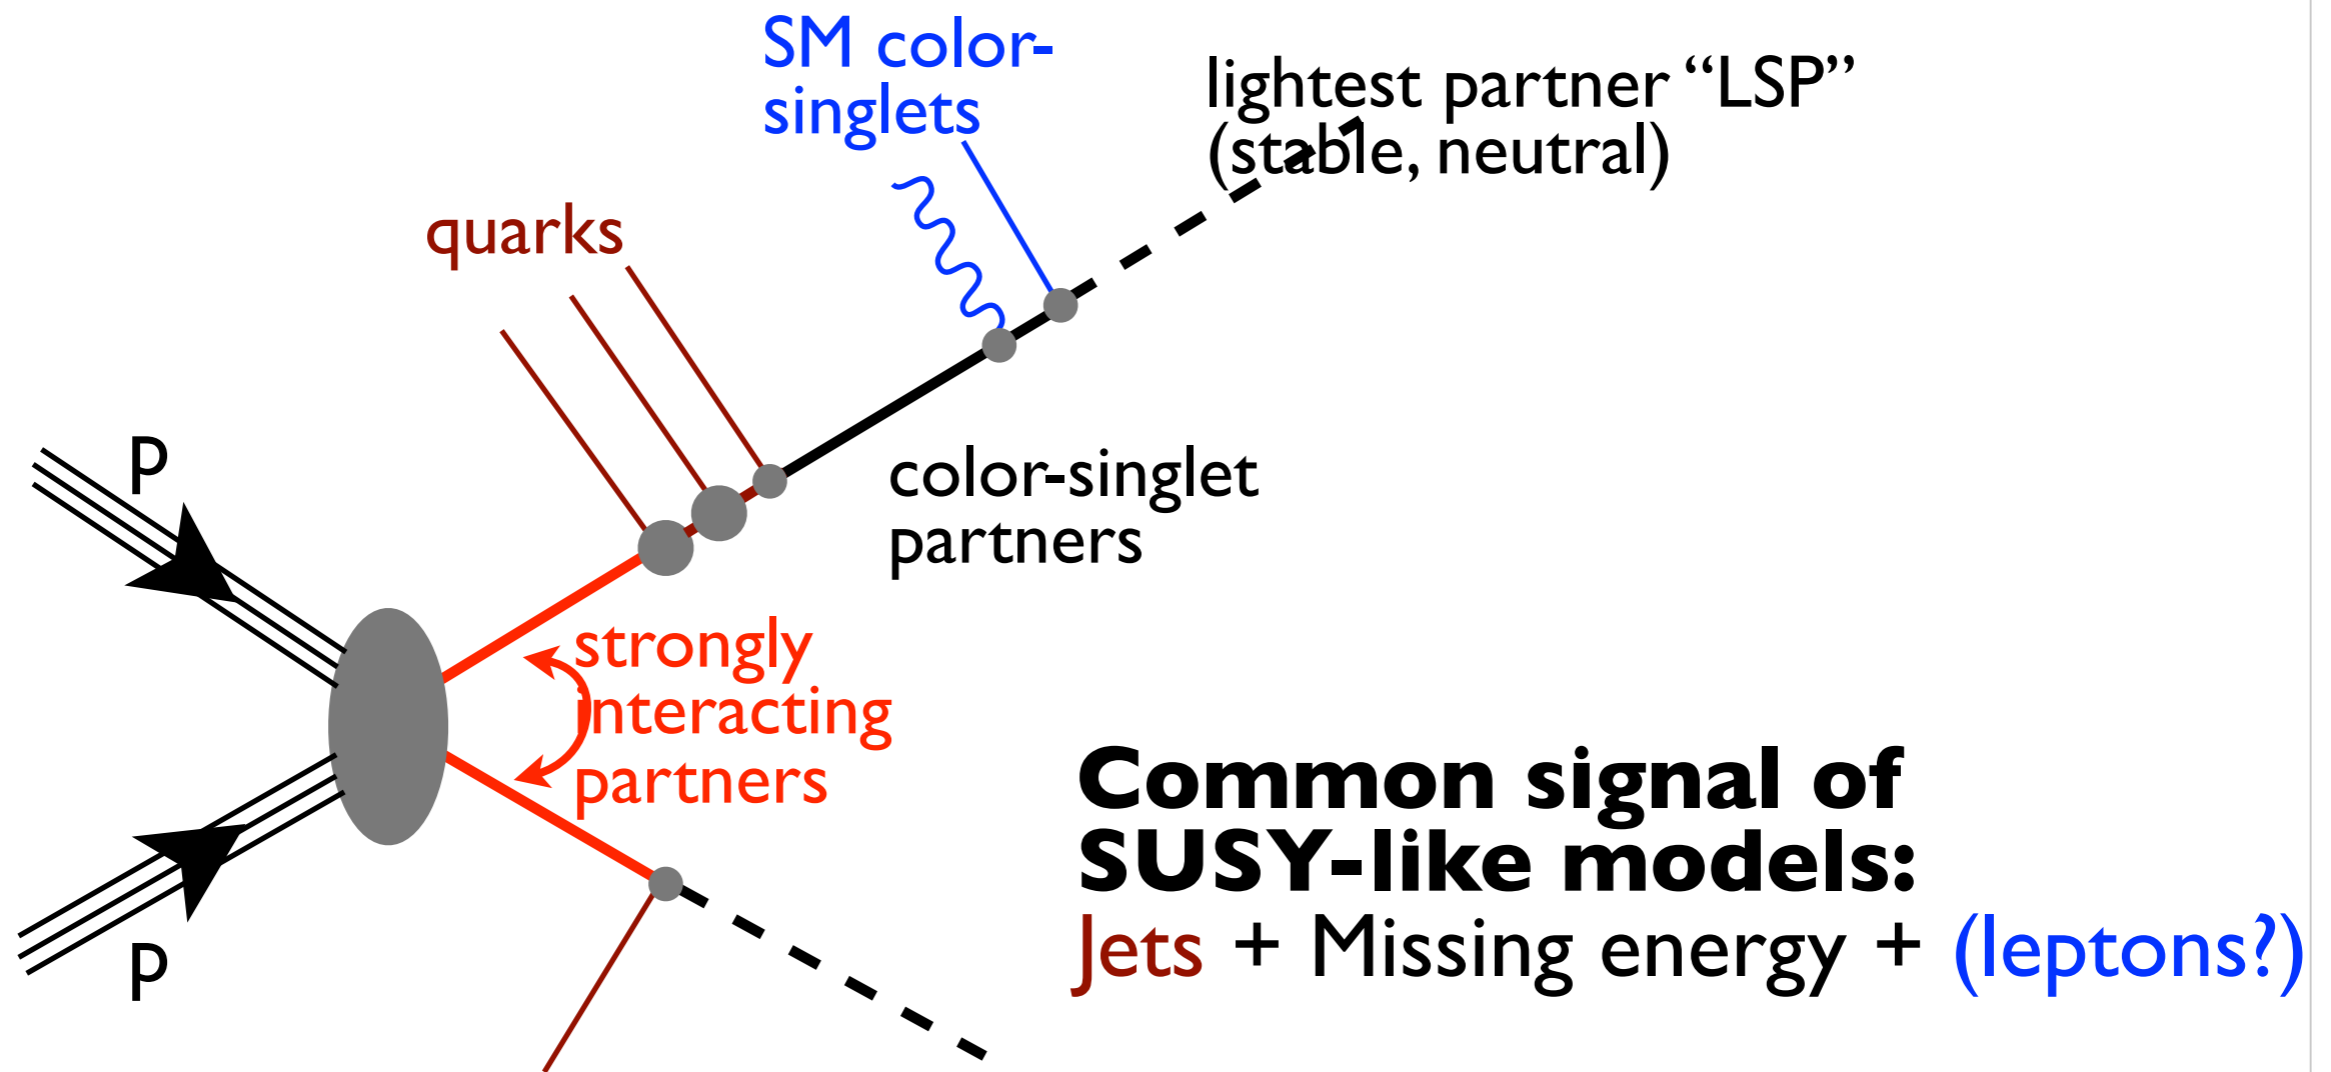 SM color-
singlets
lightest partner “LSP”
(stable, neutral)
quarks
p
color-singlet
partners
strongly
interacting
partners
p
Common signal of
SUSY-like models:
Jets + Missing energy + (leptons?)